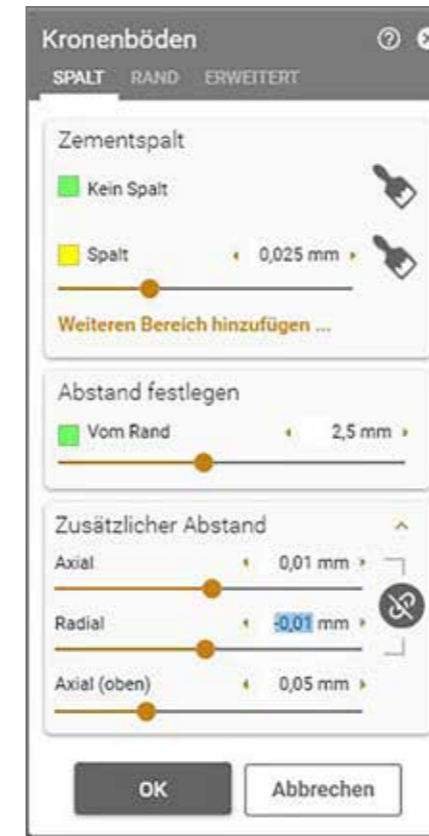 Kronenböden
SPALT RAND ERWEITERT
Zementspalt
Kein Spalt
Spalt 0,025 mm
Weiteren Bereich hinzufügen ...
Abstand festlegen
Vom Rand 2,5 mm
Zusätzlicher Abstand
Axial 0,01 mm
Radial -0,01 mm
Axial (oben) 0,05 mm
OK Abbrechen